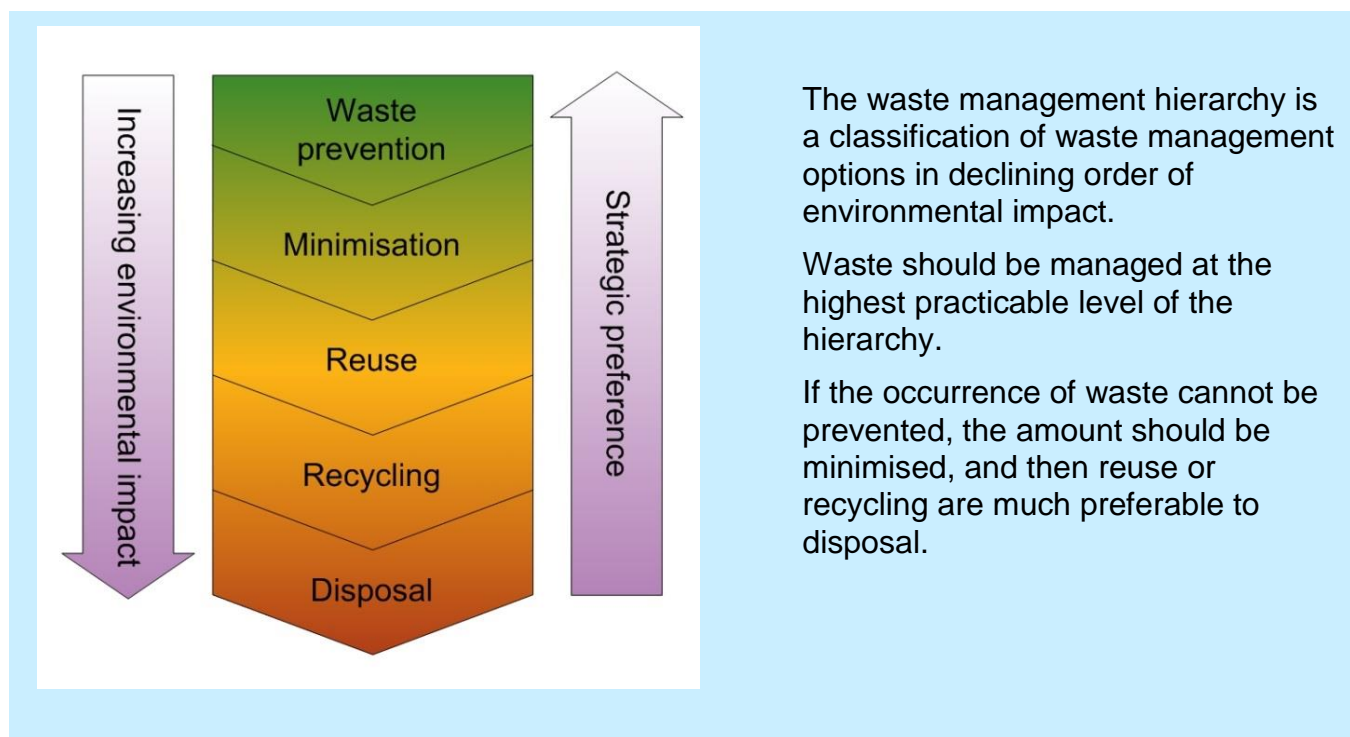 Increasing environmental impact
Waste
prevention
Minimisation
Reuse
Recycling
Disposal
Strategic preference
The waste management hierarchy is
a classification of waste management
options in declining order of
environmental impact.
Waste should be managed at the
highest practicable level of the
hierarchy.
If the occurrence of waste cannot be
prevented, the amount should be
minimised, and then reuse or
recycling are much preferable to
disposal.